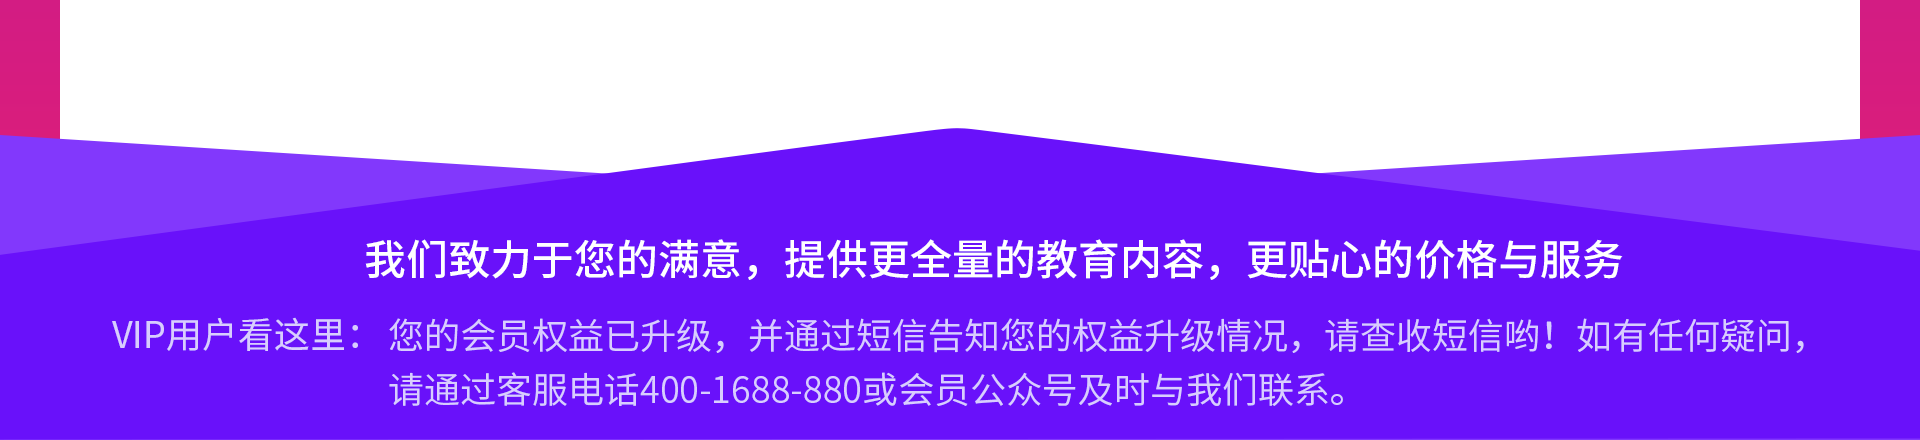 我们致力于您的满意，提供更全量的教育内容，更贴心的价格与服务
VIP用户看这里：您的会员权益已升级，并通过短信告知您的权益升级情况，请查收短信哟！如有任何疑问，
请通过客服电话400-1688-880或会员公众号及时与我们联系。